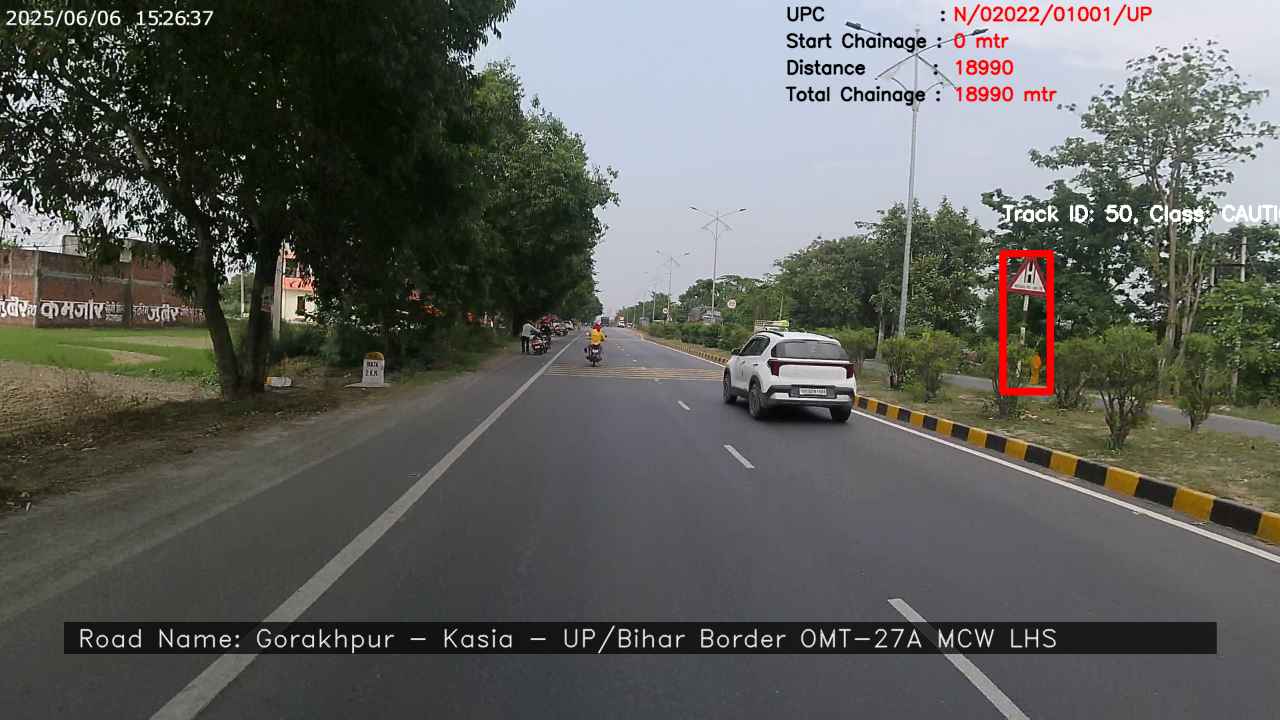 2025/06/06 15:26:37
UPC : N/02022/01001/UP
Start Chainage : 0 mtr
Distance : 18990
Total Chainage : 18990 mtr
Track ID: 50, Class: CAUTI
कमजोर
Road Name: Gorakhpur - Kasia - UP/Bihar Border OMT-27A MCW LHS